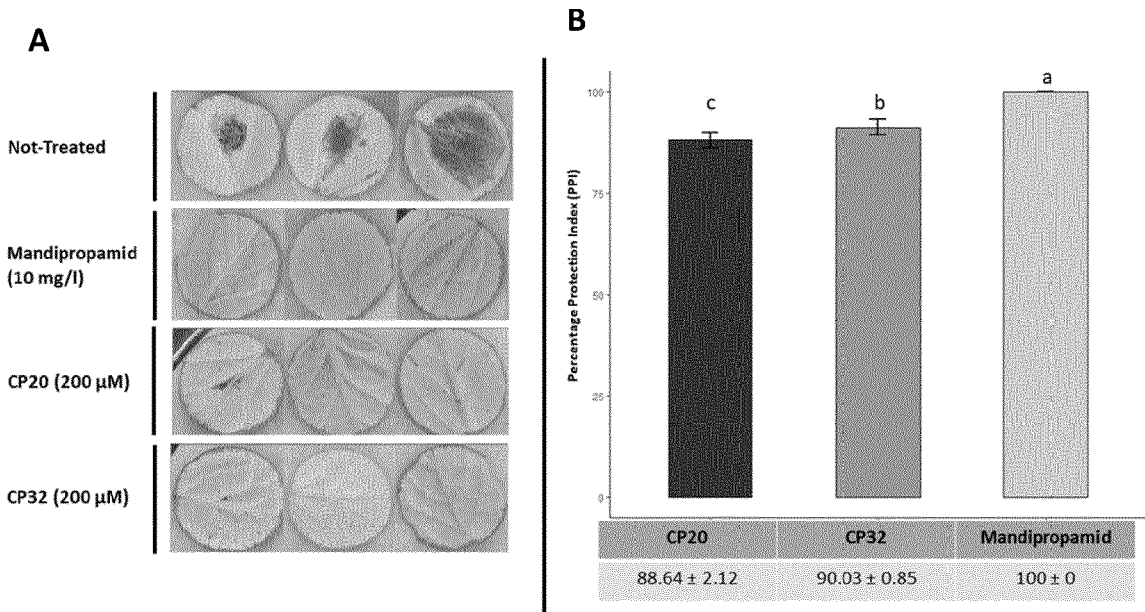 A
Not-Treated
Mandipropamid
(10 mg/l)
CP20 (200 µM)
CP32 (200 µM)
B
Percentage Protection Index (PPI)
100
75
50
25
0
c
b
a
CP20 CP32 Mandipropamid
88.64 ± 2.12 90.03 ± 0.85 100 ± 0